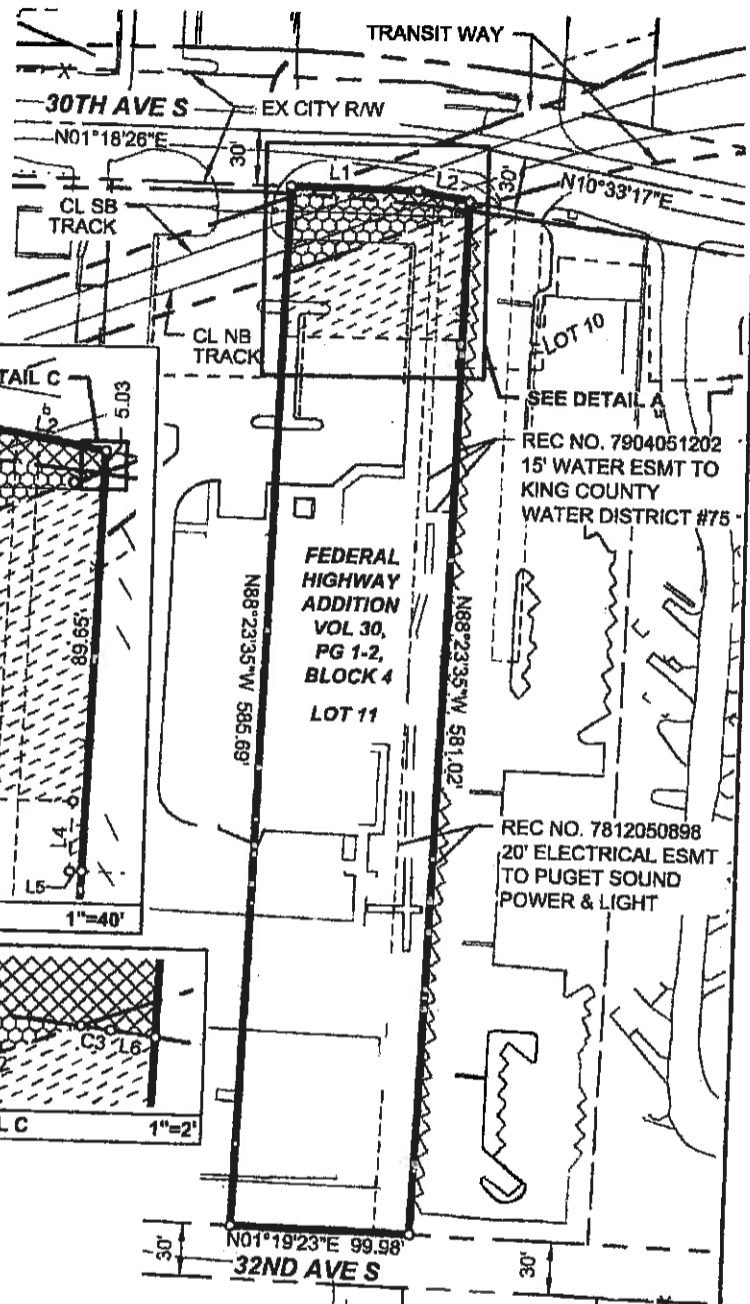 TRANSIT WAY
30TH AVE S
EX CITY R/W
N01°18'26"E
30'
L1
L2
30'
N10°33'17"E
CL SB
TRACK
CL NB
TRACK
LOT 10
TAIL C
L2
5.03
SEE DETAIL A
REC NO. 7904051202
15' WATER ESMT TO
KING COUNTY
WATER DISTRICT #75
FEDERAL
HIGHWAY
ADDITION
VOL 30,
PG 1-2,
BLOCK 4
LOT 11
89.65'
N88°23'35"W 585.69'
N88°23'35"W 581.02'
L4
L5
1"=40'
REC NO. 7812050898
20' ELECTRICAL ESMT
TO PUGET SOUND
POWER & LIGHT
C3
L6
L C
1"=2'
N01°19'23"E 99.98'
30'
32ND AVE S
30'